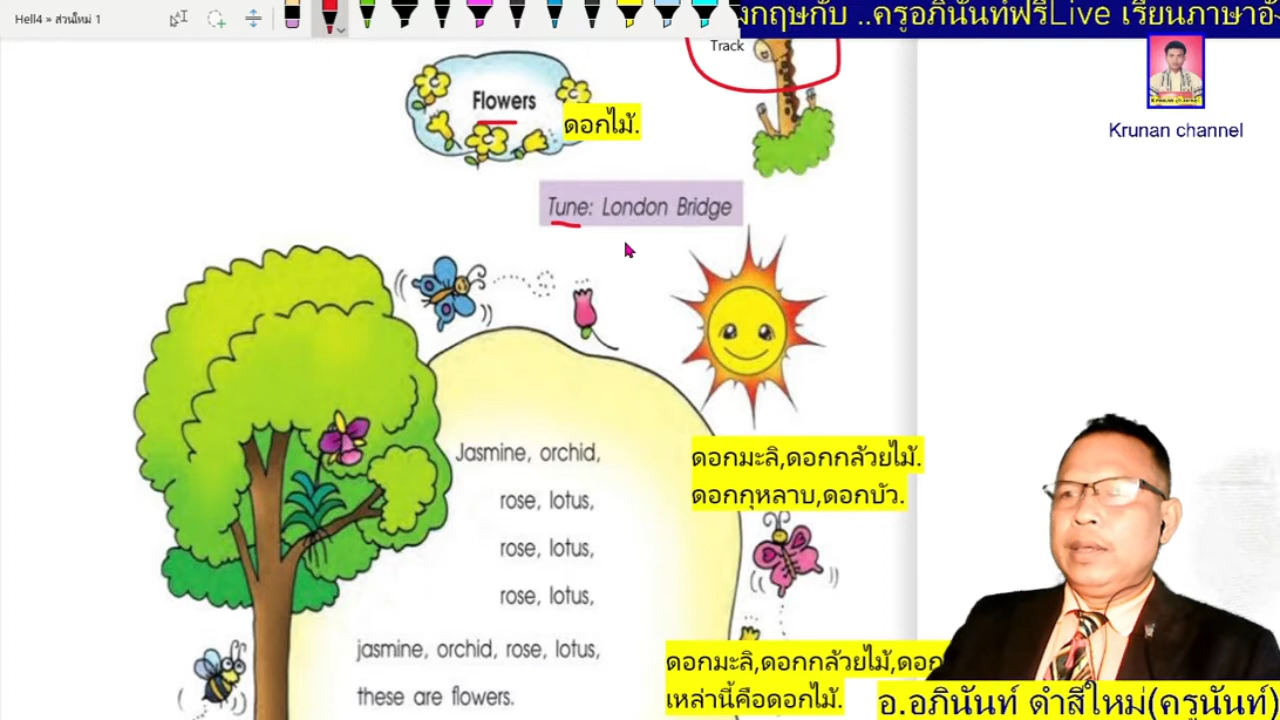 Hell4 » ส่วนใหม่ 1
งกฤษกับ ..ครูอภินันท์ฟรีLive เรียนภาษาอัง
Track
Flowers
ดอกไม้.
Krunan channel
Tune: London Bridge
Jasmine, orchid,
rose, lotus,
rose, lotus,
rose, lotus,
jasmine, orchid, rose, lotus,
these are flowers.
ดอกมะลิ,ดอกกล้วยไม้.
ดอกกุหลาบ,ดอกบัว.
ดอกมะลิ,ดอกกล้วยไม้,ดอก
เหล่านี้คือดอกไม้.
อ.อภินันท์ ดำสีใหม่(ครูนันท์)